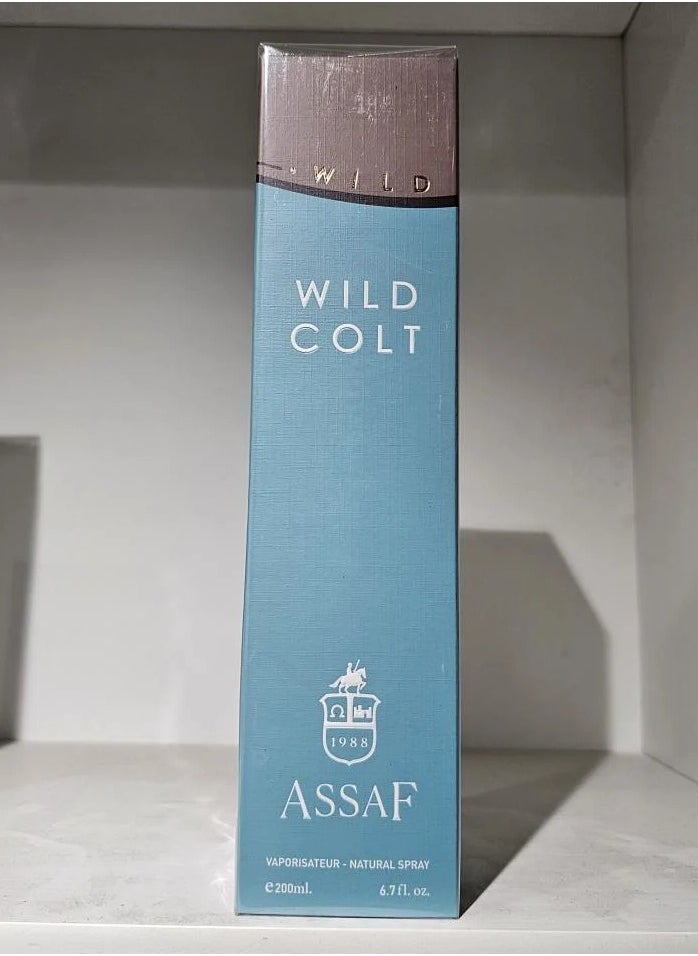 WILD
WILD
COLT
Ω
1988
ASSAF
VAPORISATEUR - NATURAL SPRAY
e 200ml. 6.7 fl. oz.